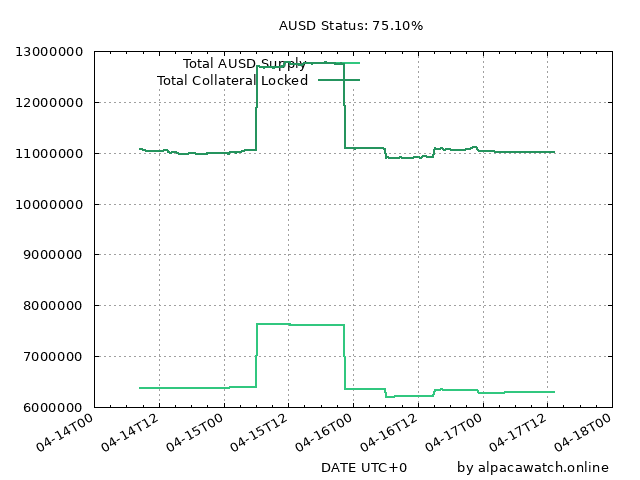 AUSD Status: 75.10%
13000000
Total AUSD Supply
Total Collateral Locked
12000000
11000000
10000000
9000000
8000000
7000000
6000000
04-14T00
04-14T12
04-15T00
04-15T12
04-16T00
04-16T12
04-17T00
04-17T12
04-18T00
DATE UTC+0
by alpacawatch.online